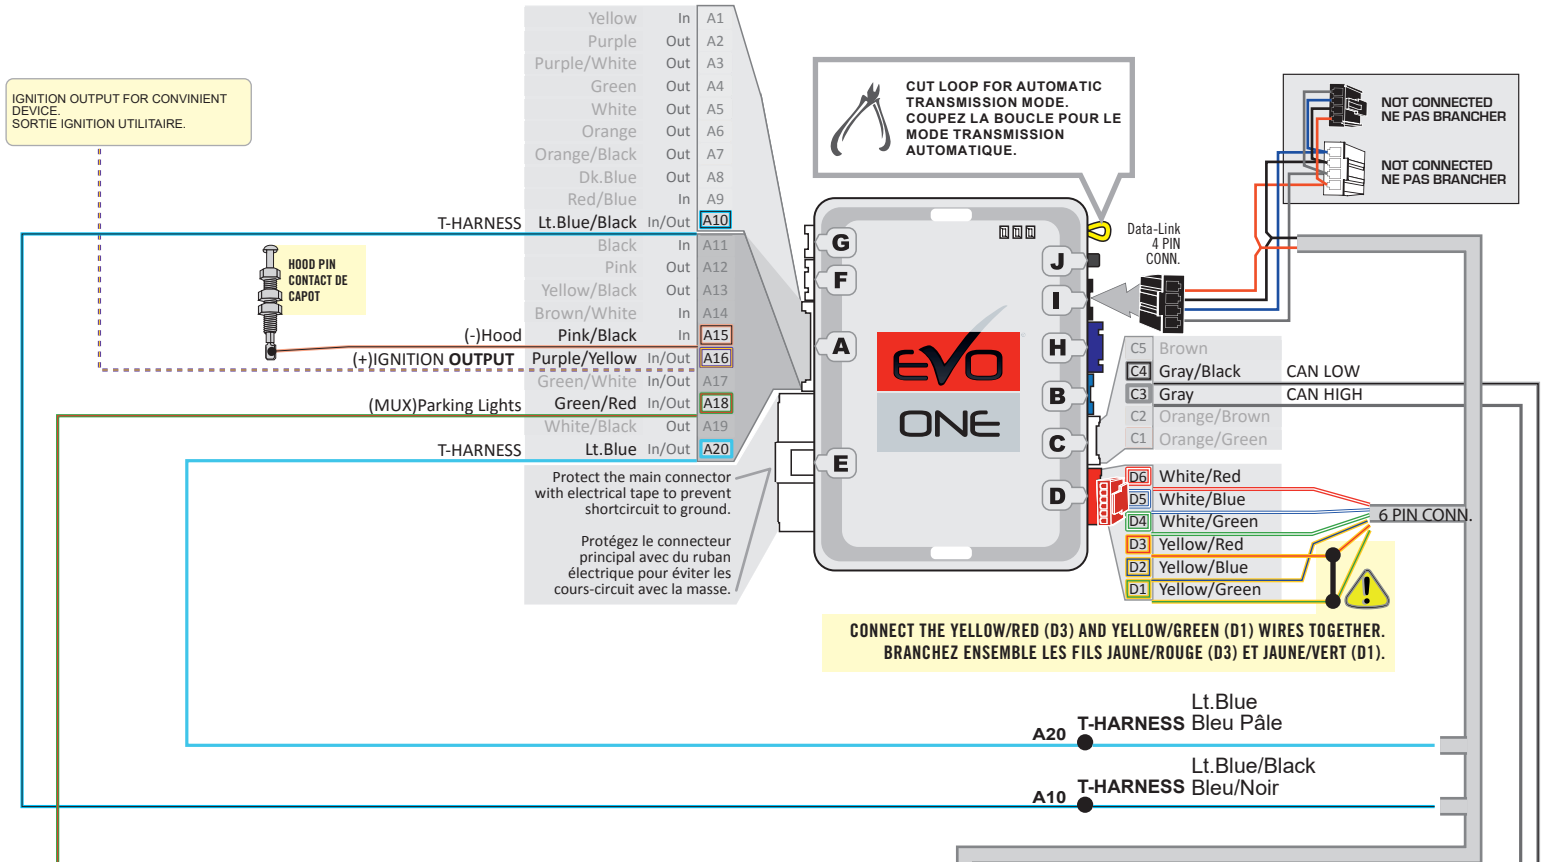 Yellow In A1
Purple Out A2
Purple/White Out A3
Green Out A4
White Out A5
Orange Out A6
Orange/Black Out A7
Dk.Blue Out A8
Red/Blue In A9
T-HARNESS Lt.Blue/Black In/Out A10
Black In A11
Pink Out A12
Yellow/Black Out A13
Brown/White In A14
(-)Hood Pink/Black In A15
(+)IGNITION OUTPUT Purple/Yellow In/Out A16
Green/White In/Out A17
(MUX)Parking Lights Green/Red In/Out A18
White/Black Out A19
T-HARNESS Lt.Blue In/Out A20
IGNITION OUTPUT FOR CONVINIENT
DEVICE.
SORTIE IGNITION UTILITAIRE.
HOOD PIN
CONTACT DE
CAPOT
Protect the main connector
with electrical tape to prevent
shortcircuit to ground.
Protégez le connecteur
principal avec du ruban
électrique pour éviter les
cours-circuit avec la masse.
CUT LOOP FOR AUTOMATIC
TRANSMISSION MODE.
COUPEZ LA BOUCLE POUR LE
MODE TRANSMISSION
AUTOMATIQUE.
NOT CONNECTED
NE PAS BRANCHER
NOT CONNECTED
NE PAS BRANCHER
Data-Link
4 PIN
CONN.
G
F
A
E
J
I
H
B
C
D
EVO
ONE
C5 Brown
C4 Gray/Black CAN LOW
C3 Gray CAN HIGH
C2 Orange/Brown
C1 Orange/Green
D6 White/Red
D5 White/Blue
D4 White/Green
D3 Yellow/Red
D2 Yellow/Blue
D1 Yellow/Green
6 PIN CONN.
!
CONNECT THE YELLOW/RED (D3) AND YELLOW/GREEN (D1) WIRES TOGETHER.
BRANCHEZ ENSEMBLE LES FILS JAUNE/ROUGE (D3) ET JAUNE/VERT (D1).
Lt.Blue
A20 T-HARNESS Bleu Pâle
Lt.Blue/Black
A10 T-HARNESS Bleu/Noir